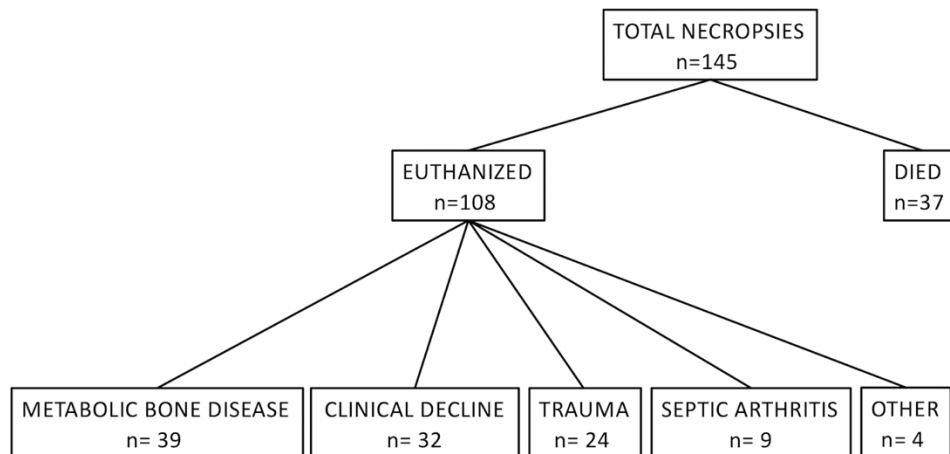 TOTAL NECROPSIES
n=145
EUTHANIZED
n=108
DIED
n=37
METABOLIC BONE DISEASE
n= 39
CLINICAL DECLINE
n= 32
TRAUMA
n= 24
SEPTIC ARTHRITIS
n= 9
OTHER
n= 4